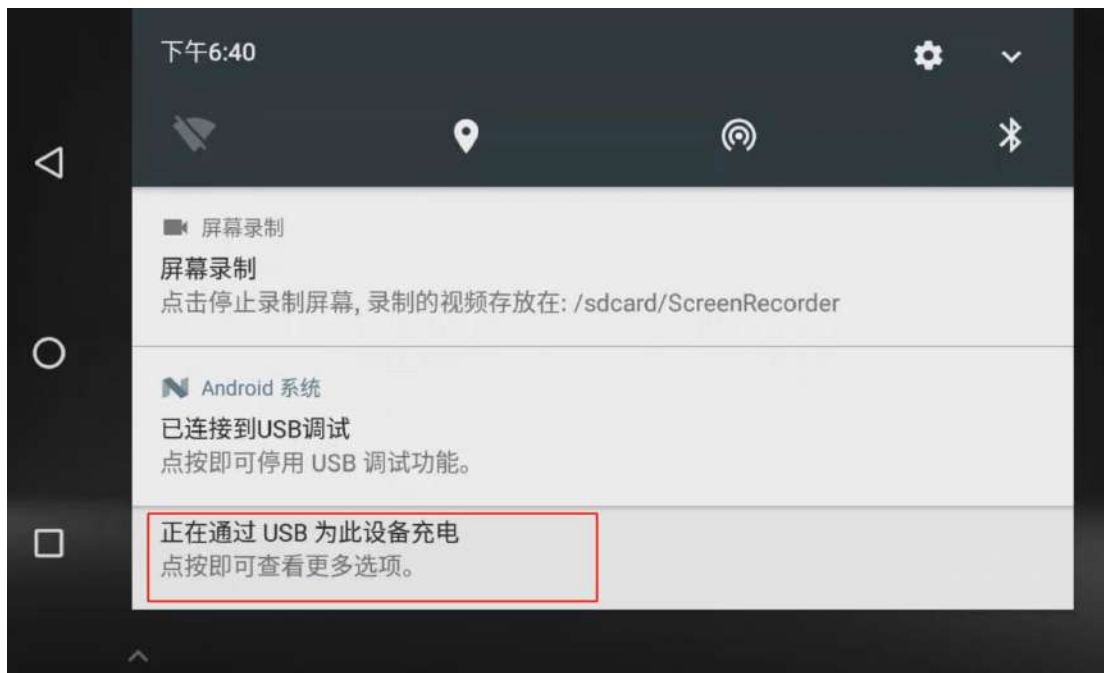 下午6:40
屏幕录制
屏幕录制
点击停止录制屏幕, 录制的视频存放在: /sdcard/ScreenRecorder
Android 系统
已连接到USB调试
点按即可停用 USB 调试功能。
正在通过 USB 为此设备充电
点按即可查看更多选项。